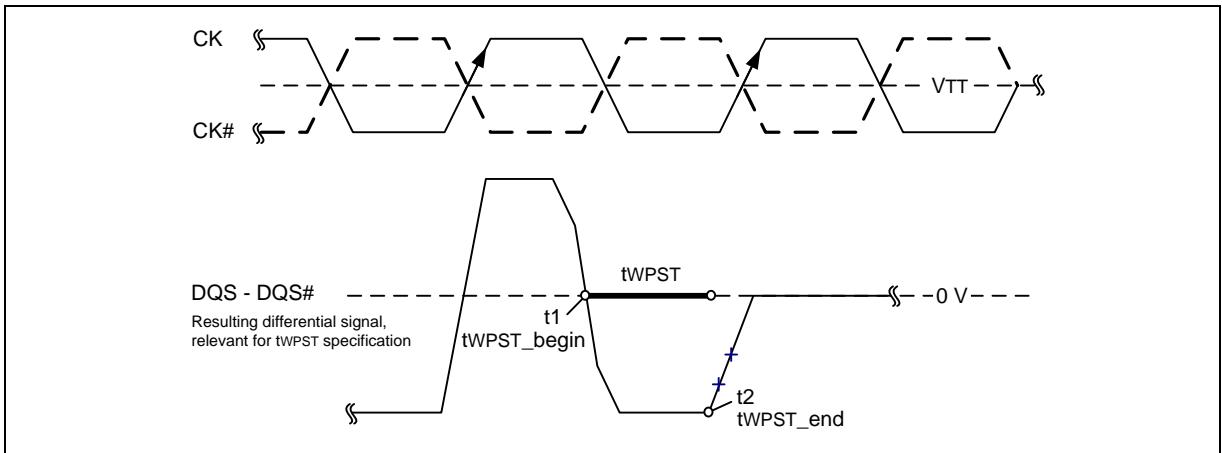 CK
VTT
CK#
tWPST
DQS - DQS#
0 V
Resulting differential signal,
relevant for tWPST specification
t1
tWPST_begin
t2
tWPST_end